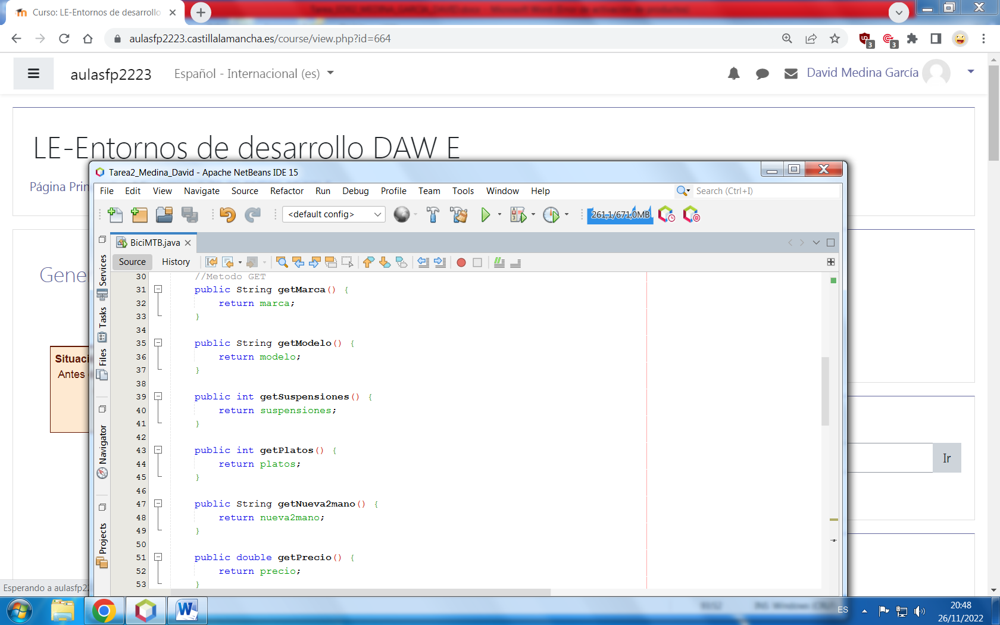 Curso: LE-Entornos de desarrollo
aulasfp2223.castillalamancha.es/course/view.php?id=664
3
3
aulasfp2223
Español - Internacional (es)
David Medina García
LE-Entornos de desarrollo DAW E
Página Prin
Gene
Situaci
Antes
Ir
Esperando a aulasfp22
Tarea2_Medina_David - Apache NetBeans IDE 15
File Edit View Navigate Source Refactor Run Debug Profile Team Tools Window Help
Search (Ctrl+I)
<default config>
261,1/671,0MB
BiciMTB.java
Source History
Services
Tasks
Files
Navigator
Projects
30 //Metodo GET
31 public String getMarca() {
32 return marca;
33 }
34
35 public String getModelo() {
36 return modelo;
37 }
38
39 public int getSuspensiones() {
40 return suspensiones;
41 }
42
43 public int getPlatos() {
44 return platos;
45 }
46
47 public String getNueva2mano() {
48 return nueva2mano;
49 }
50
51 public double getPrecio() {
52 return precio;
53 }
ES
20:48
26/11/2022